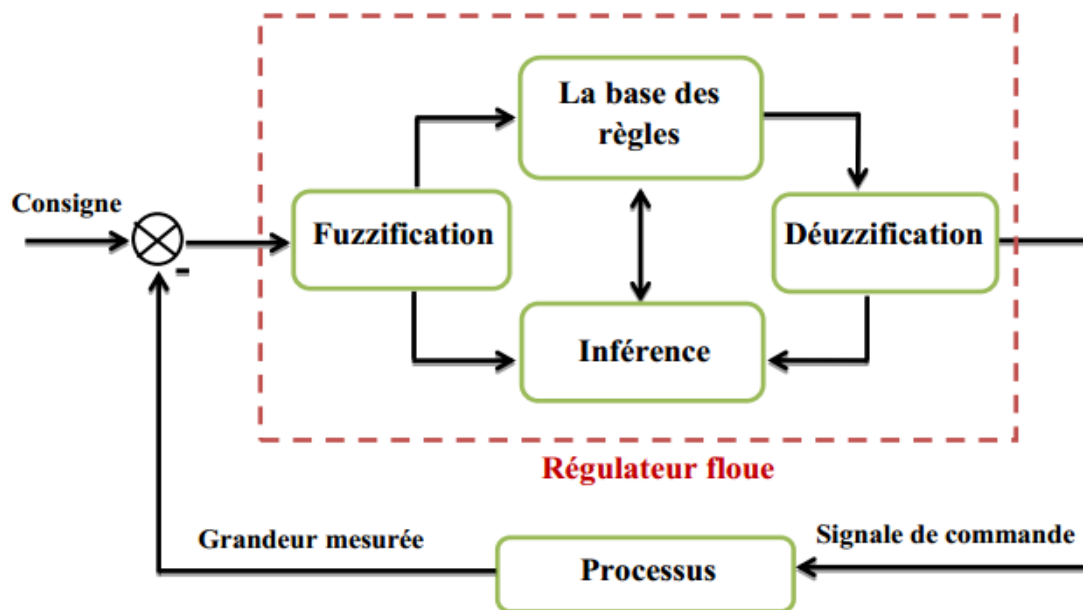 La base des
règles
Consigne
Fuzzification
Déuzzification
-
Inférence
Régulateur floue
Grandeur mesurée
Signale de commande
Processus